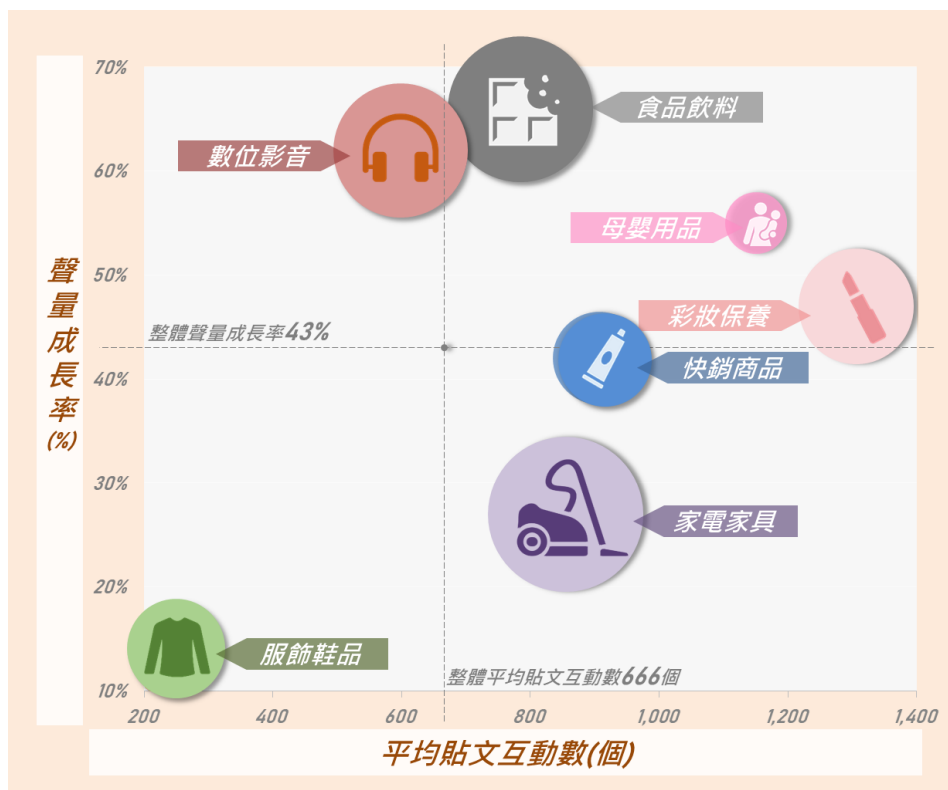 70%
食品飲料
數位影音
60%
母嬰用品
50%
彩妝保養
整體聲量成長率43%
快銷商品
40%
聲量成長率(%)
30%
家電家具
20%
服飾鞋品
整體平均貼文互動數666個
10%
200 400 600 800 1,000 1,200 1,400
平均貼文互動數(個)